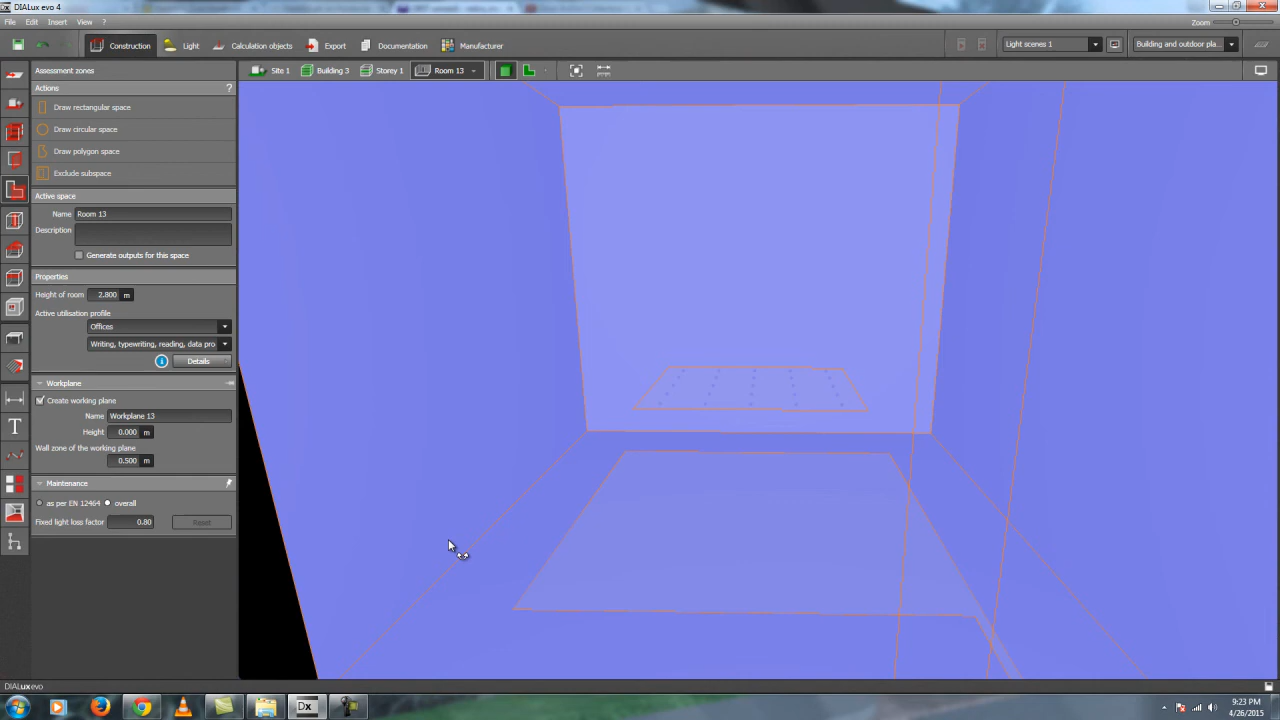 DIALux evo 4
File Edit Insert View ?
Zoom
Construction Light Calculation objects Export Documentation Manufacturer
Light scenes 1
Building and outdoor pla...
Assessment zones
Site 1 Building 3 Storey 1 Room 13
Actions ?
Draw rectangular space
Draw circular space
Draw polygon space
Exclude subspace
Active space
Name Room 13
Description
Generate outputs for this space
Properties
Height of room 2.800 m
Active utilisation profile
Offices
Writing, typewriting, reading, data pro
Details
Workplane
Create working plane
Name Workplane 13
Height 0.000 m
Wall zone of the working plane
0.500 m
Maintenance
as per EN 12464 overall
Fixed light loss factor 0.80 Reset
DIALux evo
9:23 PM
4/26/2015